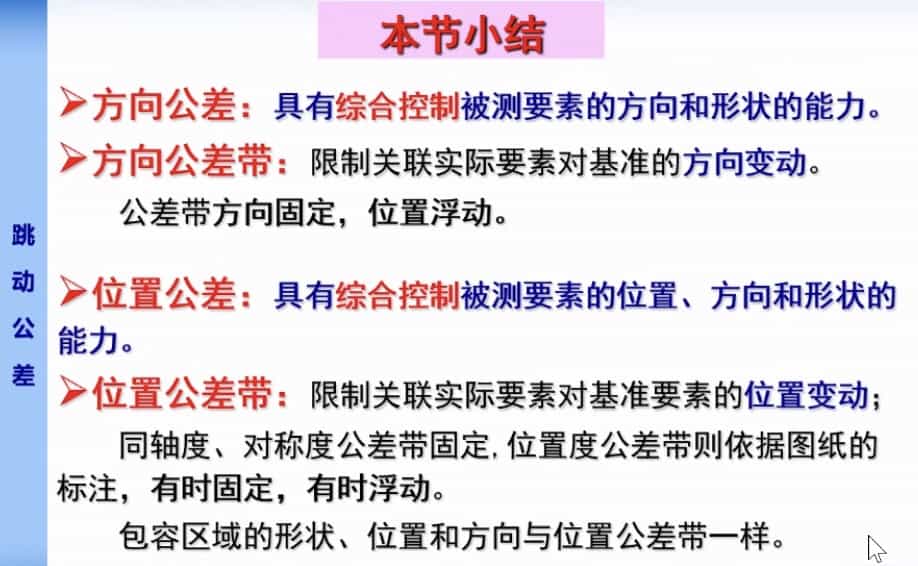 本节小结
方向公差：具有综合控制被测要素的方向和形状的能力。
方向公差带：限制关联实际要素对基准的方向变动。
公差带方向固定，位置浮动。
位置公差：具有综合控制被测要素的位置、方向和形状的
能力。
位置公差带：限制关联实际要素对基准要素的位置变动；
同轴度、对称度公差带固定,位置度公差带则依据图纸的
标注，有时固定，有时浮动。
包容区域的形状、位置和方向与位置公差带一样。
跳
动
公
差